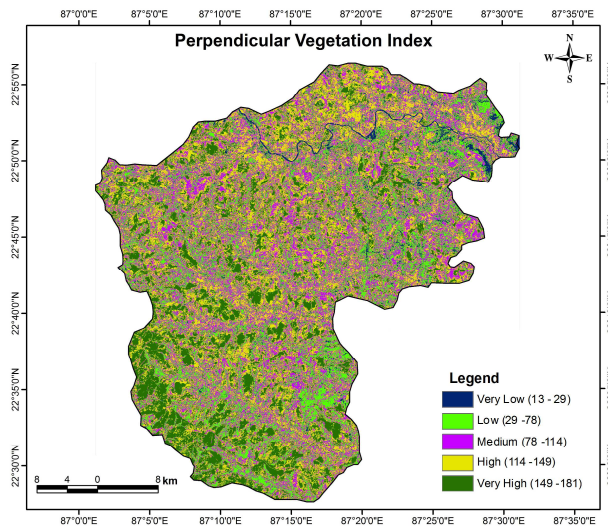 87°0'0"E 87°5'0"E 87°10'0"E 87°15'0"E 87°20'0"E 87°25'0"E 87°30'0"E 87°35'0"E
Perpendicular Vegetation Index
N
W E
S
22°55'0"N
22°50'0"N
22°45'0"N
22°40'0"N
22°35'0"N
22°30'0"N
Legend
Very Low (13 - 29)
Low (29 -78)
Medium (78 -114)
High (114 -149)
Very High (149 -181)
8 4 0 8 km
87°0'0"E 87°5'0"E 87°10'0"E 87°15'0"E 87°20'0"E 87°25'0"E 87°30'0"E 87°35'0"E